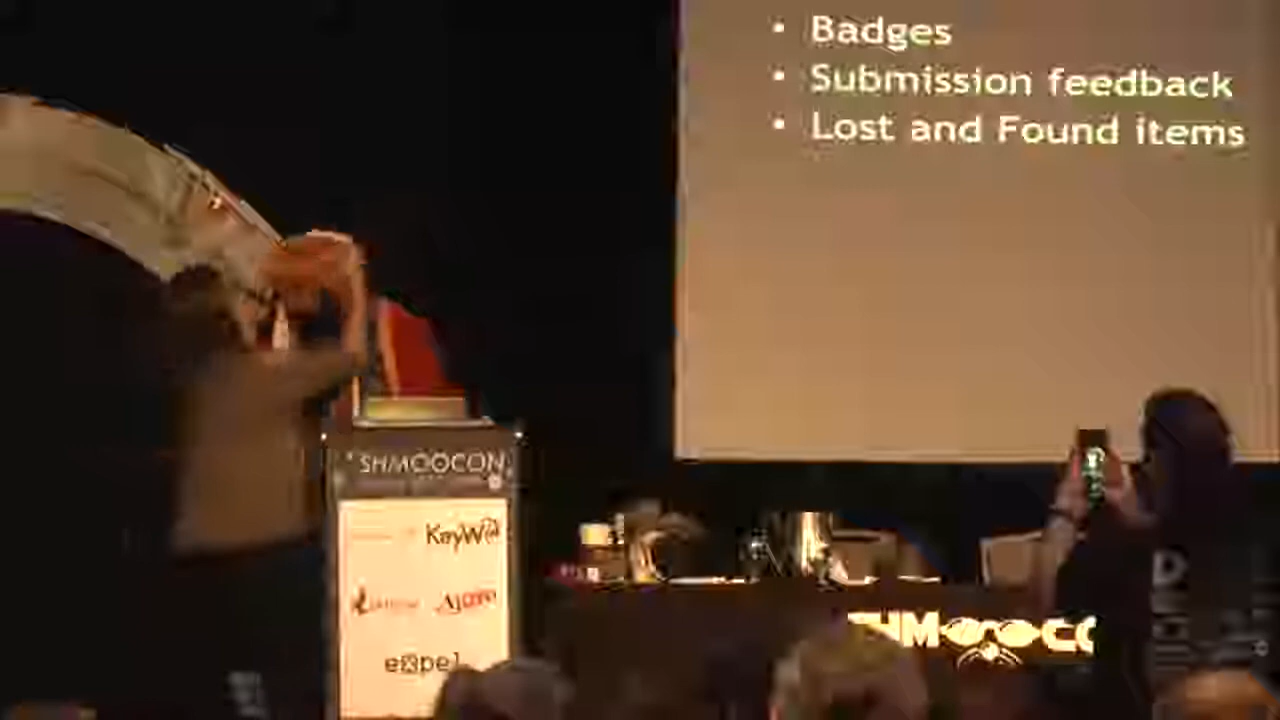 • Badges
• Submission feedback
• Lost and Found items
SHMOOCON
KeyW
expel